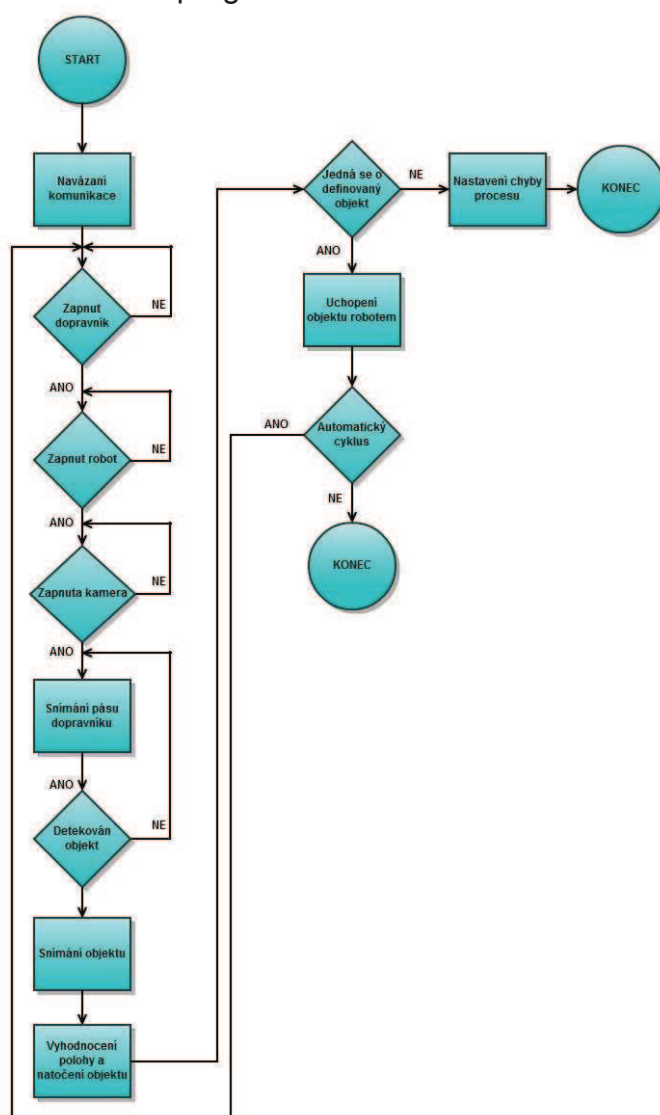 START
Navázaní
komunikace
Zapnut
dopravník
NE
ANO
Zapnut robot
NE
ANO
Zapnuta kamera
NE
ANO
Snímání pásu
dopravníku
ANO
Detekován
objekt
NE
Snímání objektu
Vyhodnocení
polohy a
natočení objektu
Jedná se o
definovaný
objekt
NE
Nastavení chyby
procesu
KONEC
ANO
Uchopení
objektu robotem
ANO
Automatický
cyklus
NE
KONEC